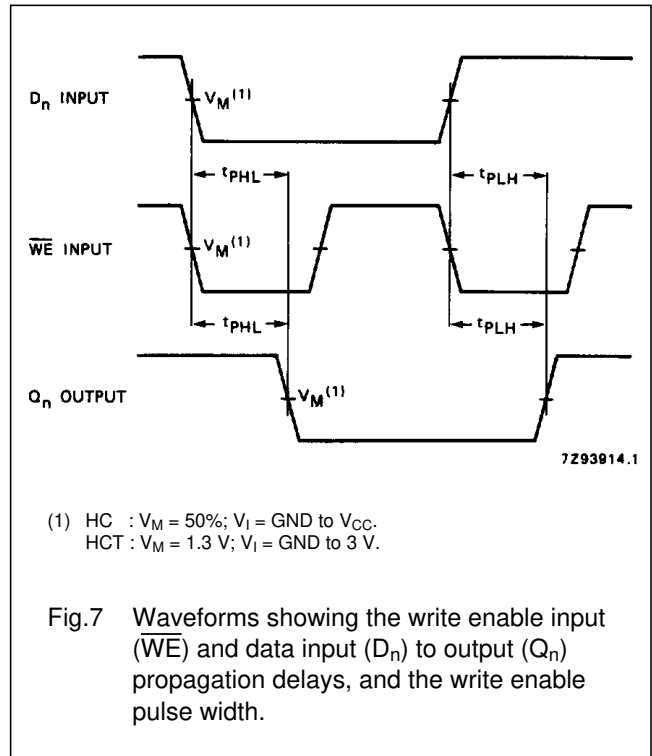 Dn INPUT
VM(1)
tPHL
tPLH
W̅E̅ INPUT
VM(1)
tPHL
tPLH
Qn OUTPUT
VM(1)
7Z93914.1
(1) HC : VM = 50%; VI = GND to VCC.
HCT : VM = 1.3 V; VI = GND to 3 V.
Fig.7 Waveforms showing the write enable input
(W̅E̅) and data input (Dn) to output (Qn)
propagation delays, and the write enable
pulse width.